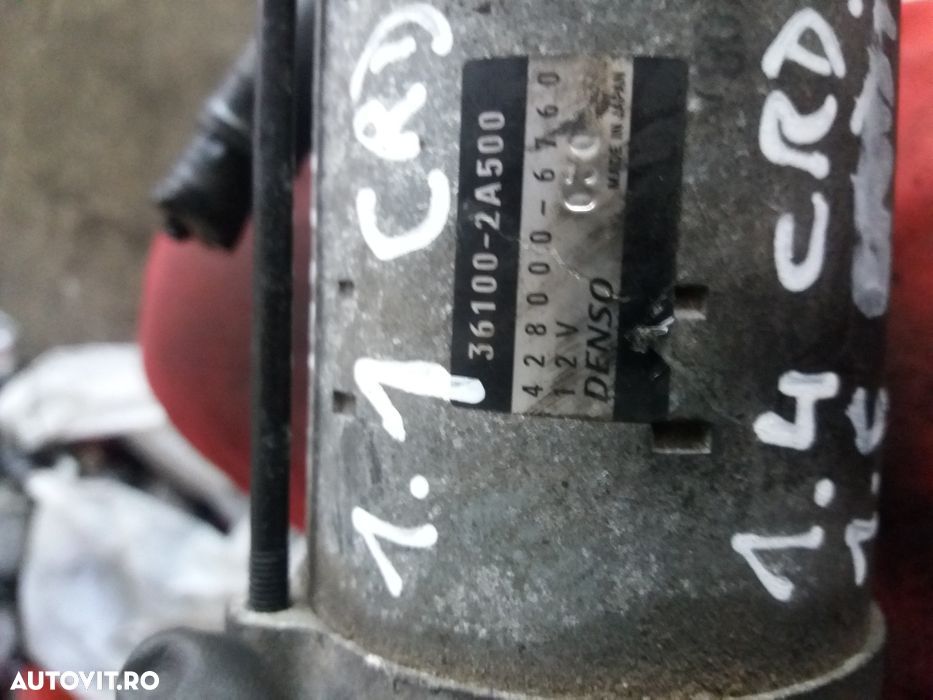 1.1 CRD
36100-2A500
428000-6760
12V
DENSO
MADE IN JAPAN
1.4 CRD
AUTOVIT.RO